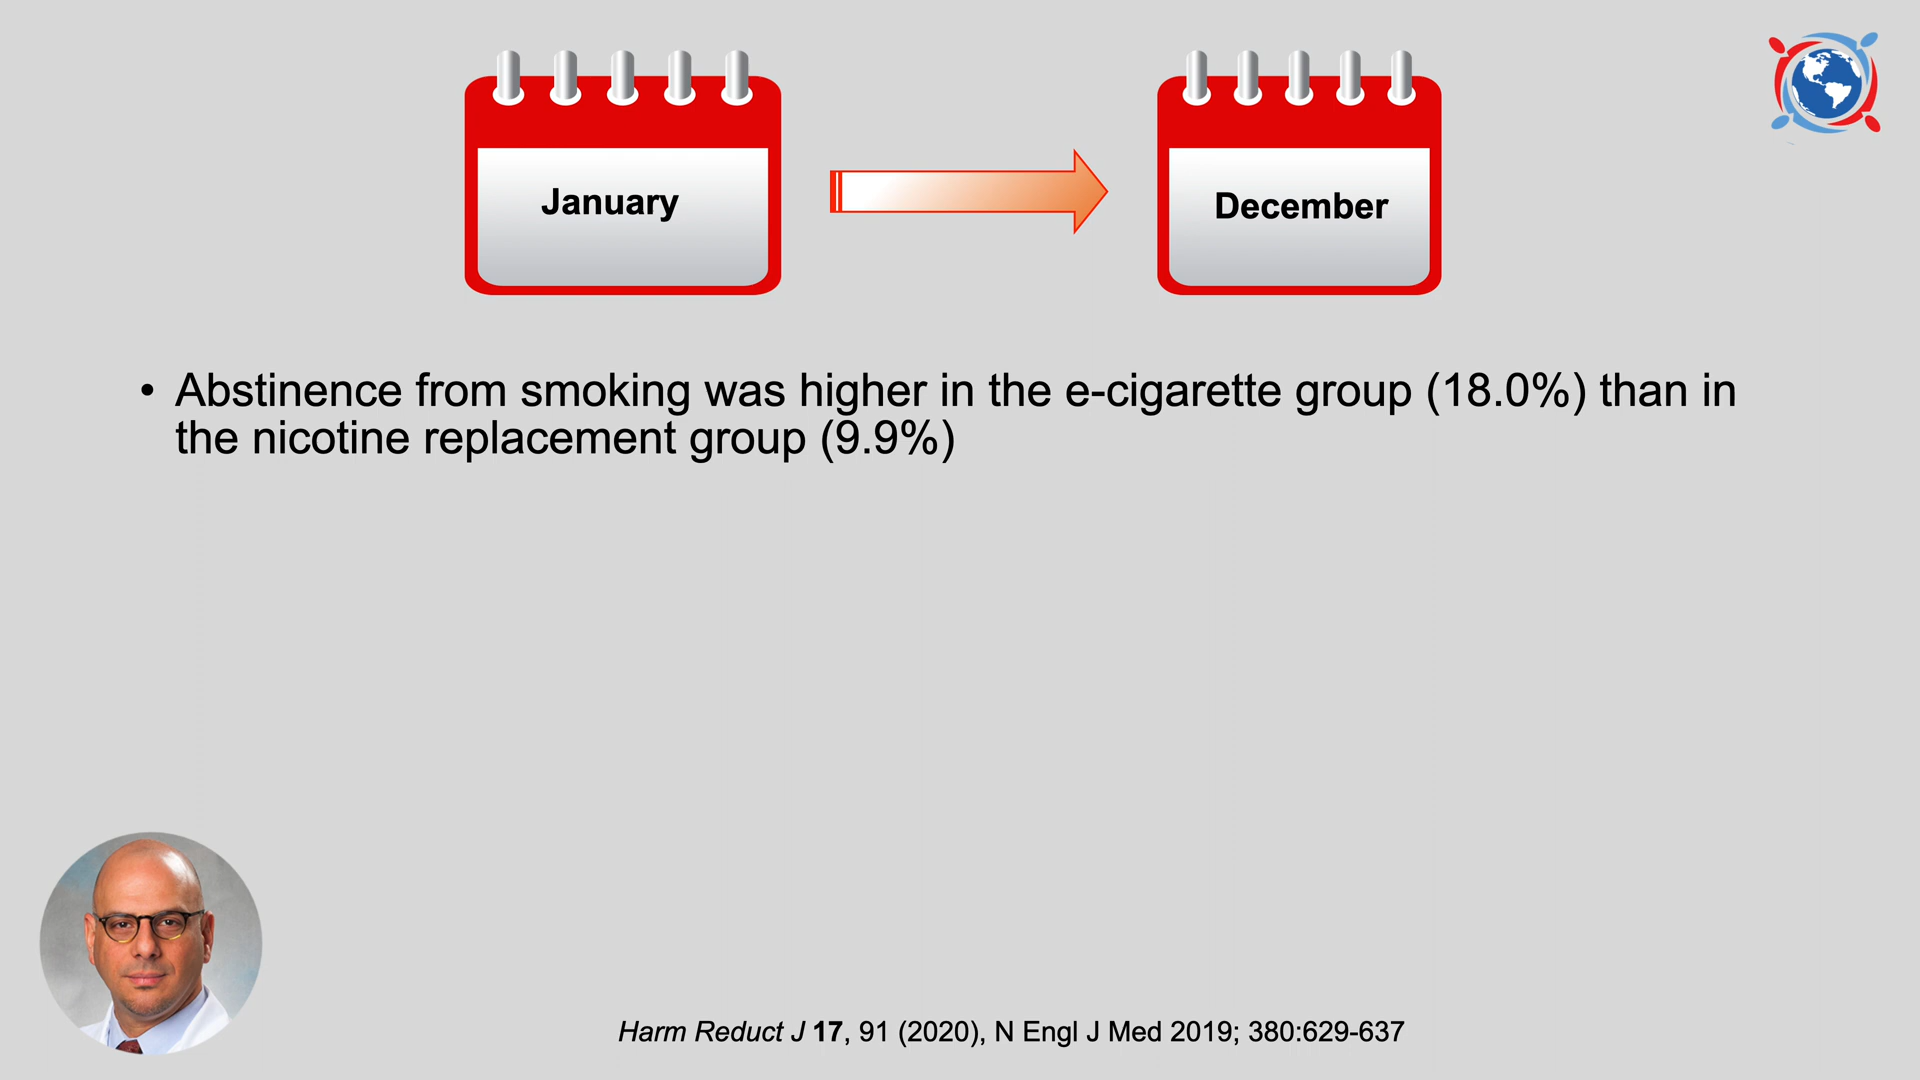 January
December
• Abstinence from smoking was higher in the e-cigarette group (18.0%) than in
the nicotine replacement group (9.9%)
Harm Reduct J 17, 91 (2020), N Engl J Med 2019; 380:629-637